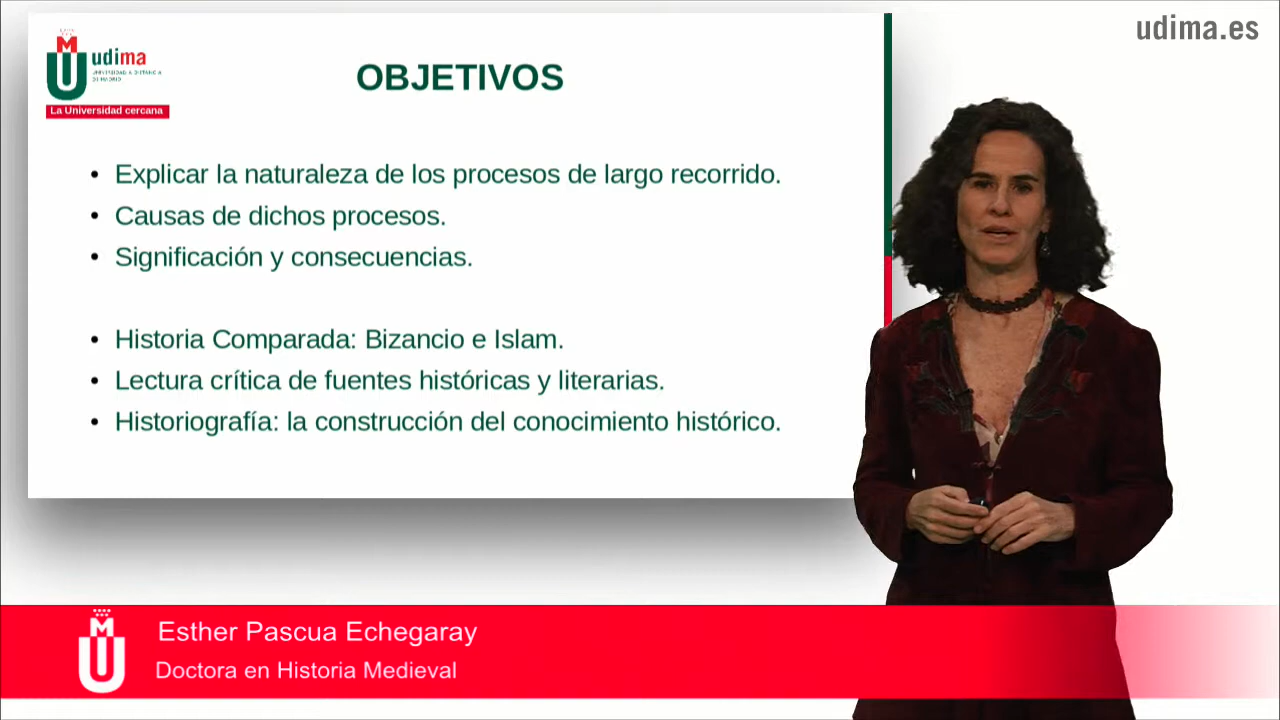 udima.es
udima
UNIVERSIDAD A DISTANCIA
DE MADRID
La Universidad cercana
OBJETIVOS
• Explicar la naturaleza de los procesos de largo recorrido.
• Causas de dichos procesos.
• Significación y consecuencias.
• Historia Comparada: Bizancio e Islam.
• Lectura crítica de fuentes históricas y literarias.
• Historiografía: la construcción del conocimiento histórico.
Esther Pascua Echegaray
Doctora en Historia Medieval